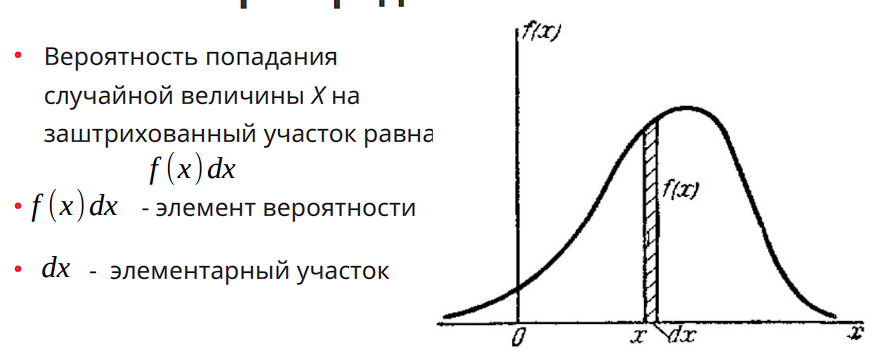 • Вероятность попадания
случайной величины X на
заштрихованный участок равна
f(x)dx
• f(x)dx - элемент вероятности
• dx - элементарный участок
f(x)
f(x)
0
x
dx
x